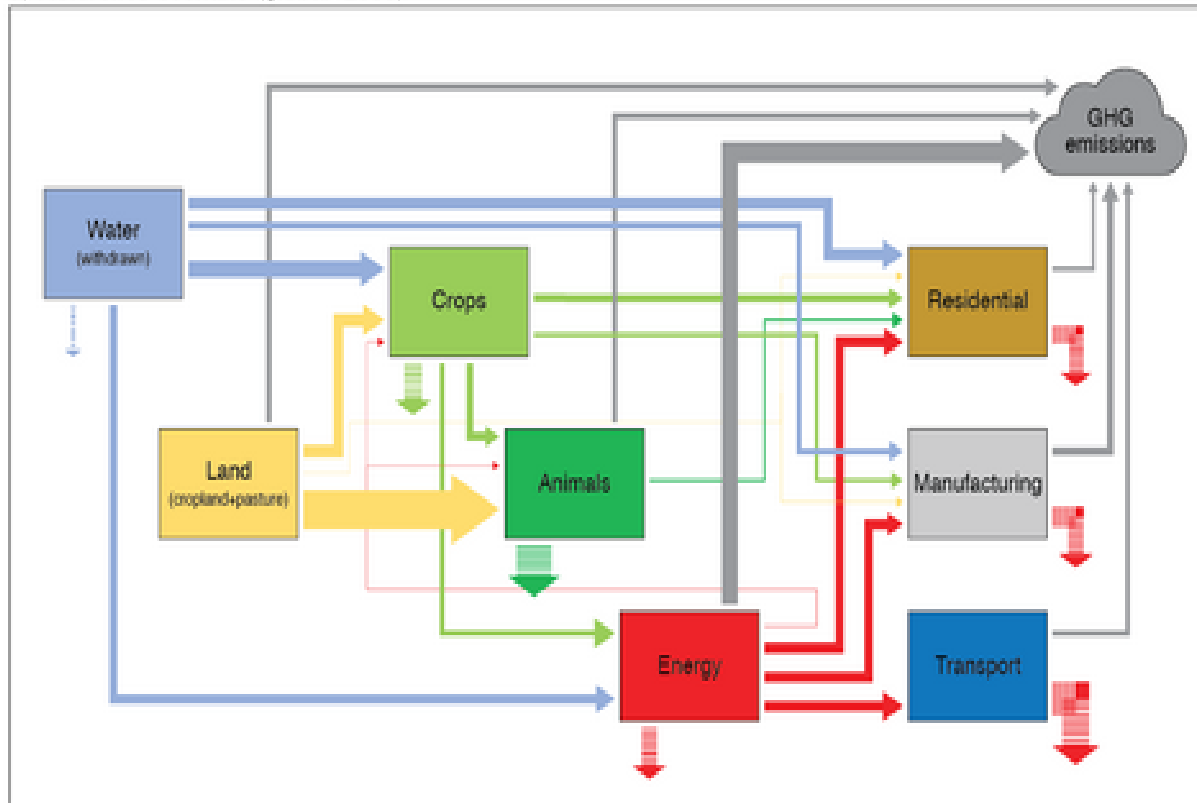 GHG
emissions
Water
(withdrawn)
Crops
Residential
Land
(cropland+pasture)
Animals
Manufacturing
Energy
Transport